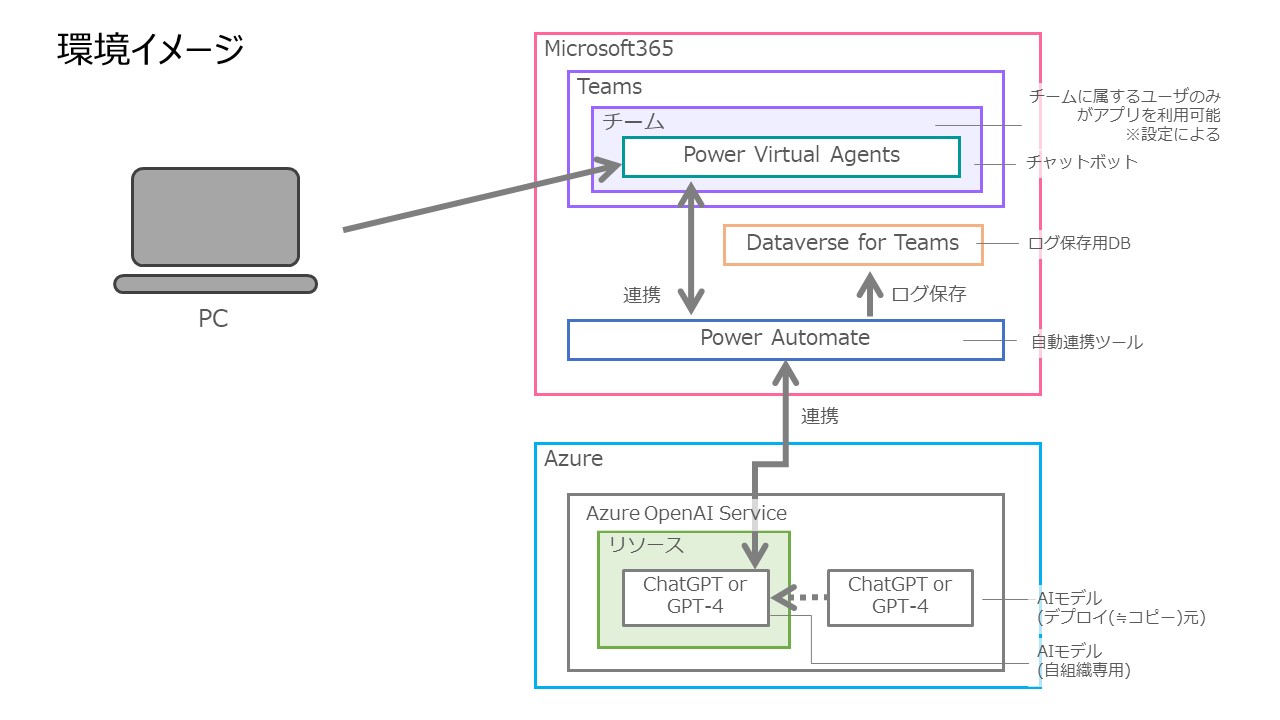 環境イメージ
Microsoft365
Teams
チーム
Power Virtual Agents
チームに属するユーザのみ
がアプリを利用可能
※設定による
チャットボット
Dataverse for Teams
ログ保存用DB
連携
ログ保存
PC
Power Automate
自動連携ツール
連携
Azure
Azure OpenAI Service
リソース
ChatGPT or
GPT-4
ChatGPT or
GPT-4
AIモデル
(デプロイ(≒コピー)元)
AIモデル
(自組織専用)